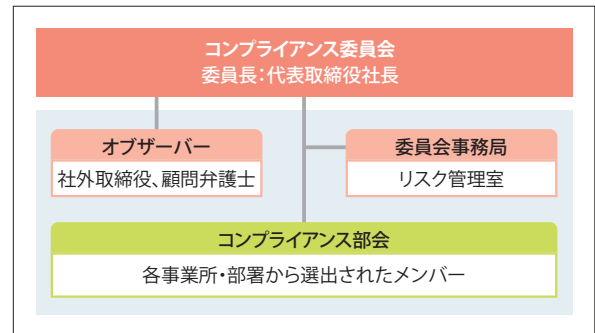 コンプライアンス委員会
委員長：代表取締役社長
オブザーバー
社外取締役、顧問弁護士
委員会事務局
リスク管理室
コンプライアンス部会
各事業所・部署から選出されたメンバー